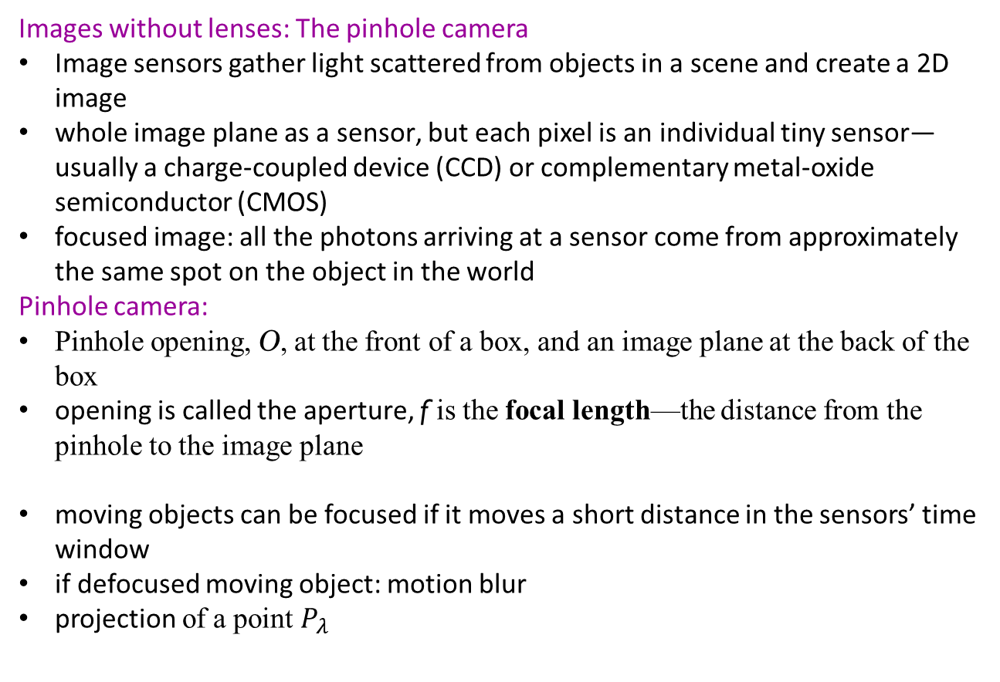 Images without lenses: The pinhole camera
• Image sensors gather light scattered from objects in a scene and create a 2D
image
• whole image plane as a sensor, but each pixel is an individual tiny sensor—
usually a charge-coupled device (CCD) or complementary metal-oxide
semiconductor (CMOS)
• focused image: all the photons arriving at a sensor come from approximately
the same spot on the object in the world
Pinhole camera:
• Pinhole opening, O, at the front of a box, and an image plane at the back of the
box
• opening is called the aperture, f is the focal length—the distance from the
pinhole to the image plane
• moving objects can be focused if it moves a short distance in the sensors’ time
window
• if defocused moving object: motion blur
• projection of a point Pλ